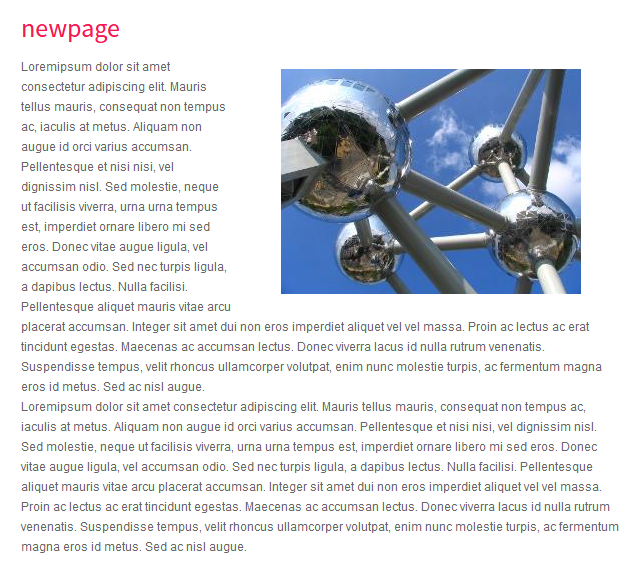 newpage
Loremipsum dolor sit amet
consectetur adipiscing elit. Mauris
tellus mauris, consequat non tempus
ac, iaculis at metus. Aliquam non
augue id orci varius accumsan.
Pellentesque et nisi nisi, vel
dignissim nisl. Sed molestie, neque
ut facilisis viverra, urna urna tempus
est, imperdiet ornare libero mi sed
eros. Donec vitae augue ligula, vel
accumsan odio. Sed nec turpis ligula,
a dapibus lectus. Nulla facilisi.
Pellentesque aliquet mauris vitae arcu
placerat accumsan. Integer sit amet dui non eros imperdiet aliquet vel vel massa. Proin ac lectus ac erat
tincidunt egestas. Maecenas ac accumsan lectus. Donec viverra lacus id nulla rutrum venenatis.
Suspendisse tempus, velit rhoncus ullamcorper volutpat, enim nunc molestie turpis, ac fermentum magna
eros id metus. Sed ac nisl augue.
Loremipsum dolor sit amet consectetur adipiscing elit. Mauris tellus mauris, consequat non tempus ac,
iaculis at metus. Aliquam non augue id orci varius accumsan. Pellentesque et nisi nisi, vel dignissim nisl.
Sed molestie, neque ut facilisis viverra, urna urna tempus est, imperdiet ornare libero mi sed eros. Donec
vitae augue ligula, vel accumsan odio. Sed nec turpis ligula, a dapibus lectus. Nulla facilisi. Pellentesque
aliquet mauris vitae arcu placerat accumsan. Integer sit amet dui non eros imperdiet aliquet vel vel massa.
Proin ac lectus ac erat tincidunt egestas. Maecenas ac accumsan lectus. Donec viverra lacus id nulla rutrum
venenatis. Suspendisse tempus, velit rhoncus ullamcorper volutpat, enim nunc molestie turpis, ac fermentum
magna eros id metus. Sed ac nisl augue.